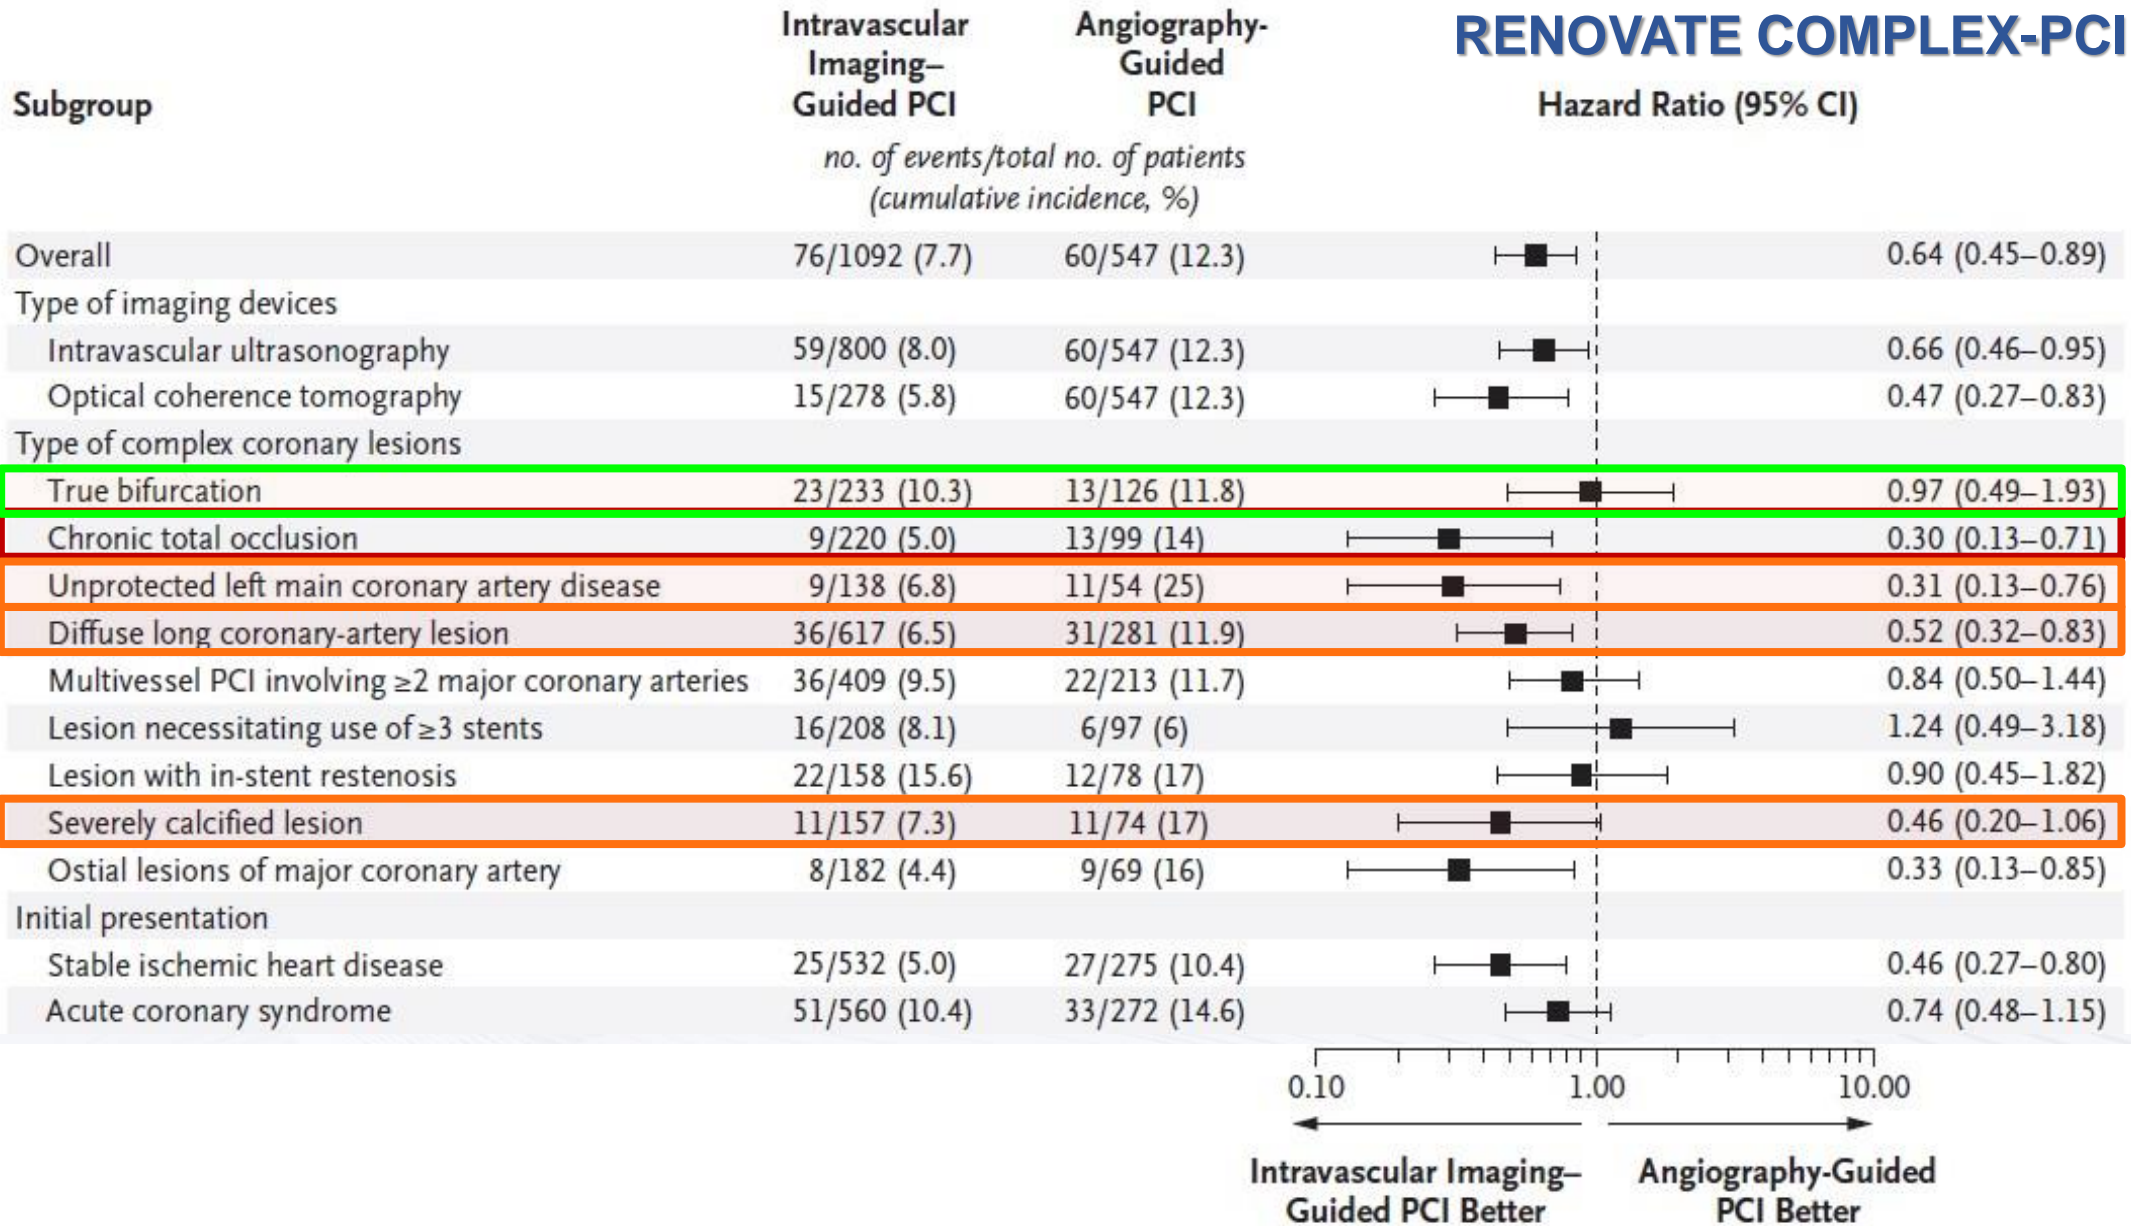 RENOVATE COMPLEX-PCI
Subgroup
Intravascular
Imaging–
Guided PCI
Angiography-
Guided
PCI
Hazard Ratio (95% CI)
no. of events/total no. of patients
(cumulative incidence, %)
Overall 76/1092 (7.7) 60/547 (12.3) 0.64 (0.45–0.89)
Type of imaging devices
Intravascular ultrasonography 59/800 (8.0) 60/547 (12.3) 0.66 (0.46–0.95)
Optical coherence tomography 15/278 (5.8) 60/547 (12.3) 0.47 (0.27–0.83)
Type of complex coronary lesions
True bifurcation 23/233 (10.3) 13/126 (11.8) 0.97 (0.49–1.93)
Chronic total occlusion 9/220 (5.0) 13/99 (14) 0.30 (0.13–0.71)
Unprotected left main coronary artery disease 9/138 (6.8) 11/54 (25) 0.31 (0.13–0.76)
Diffuse long coronary-artery lesion 36/617 (6.5) 31/281 (11.9) 0.52 (0.32–0.83)
Multivessel PCI involving ≥2 major coronary arteries 36/409 (9.5) 22/213 (11.7) 0.84 (0.50–1.44)
Lesion necessitating use of ≥3 stents 16/208 (8.1) 6/97 (6) 1.24 (0.49–3.18)
Lesion with in-stent restenosis 22/158 (15.6) 12/78 (17) 0.90 (0.45–1.82)
Severely calcified lesion 11/157 (7.3) 11/74 (17) 0.46 (0.20–1.06)
Ostial lesions of major coronary artery 8/182 (4.4) 9/69 (16) 0.33 (0.13–0.85)
Initial presentation
Stable ischemic heart disease 25/532 (5.0) 27/275 (10.4) 0.46 (0.27–0.80)
Acute coronary syndrome 51/560 (10.4) 33/272 (14.6) 0.74 (0.48–1.15)
0.10 1.00 10.00
Intravascular Imaging–
Guided PCI Better
Angiography-Guided
PCI Better